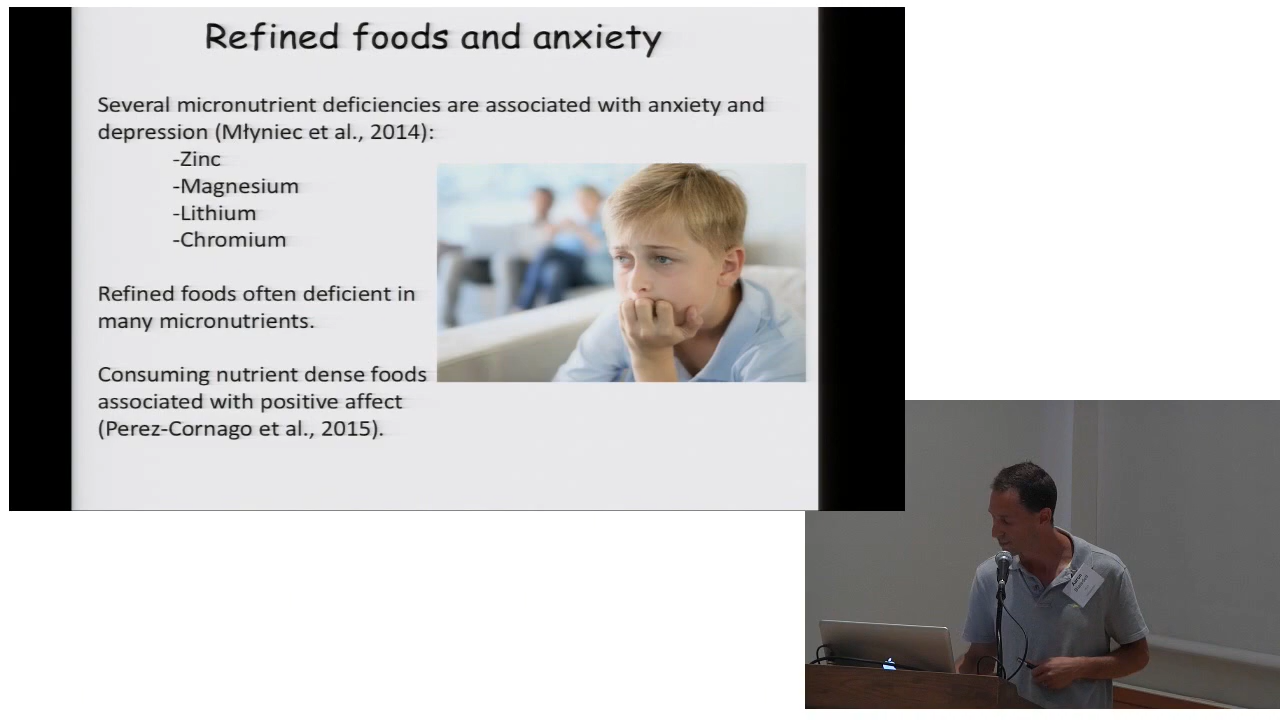 Refined foods and anxiety
Several micronutrient deficiencies are associated with anxiety and
depression (Młyniec et al., 2014):
-Zinc
-Magnesium
-Lithium
-Chromium
Refined foods often deficient in
many micronutrients.
Consuming nutrient dense foods
associated with positive affect
(Perez-Cornago et al., 2015).
Aaron